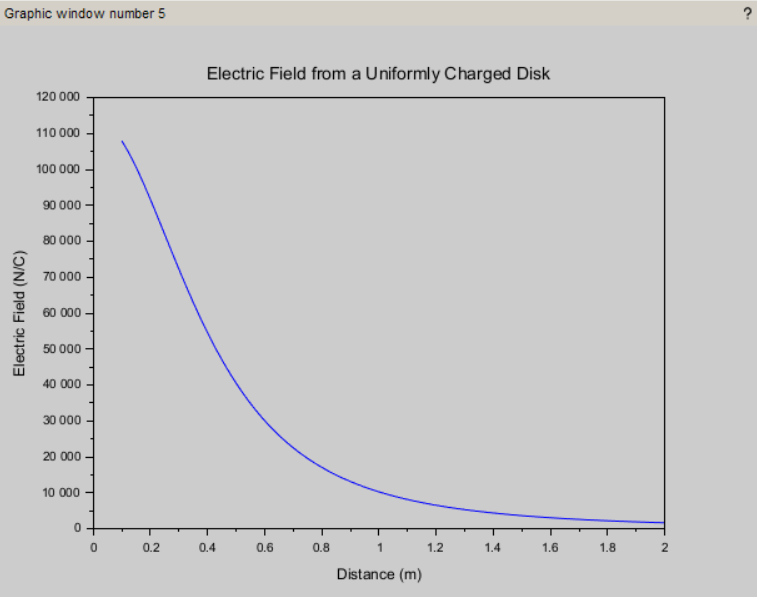 Graphic window number 5 ?
Electric Field from a Uniformly Charged Disk
120 000
110 000
100 000
90 000
80 000
70 000
60 000
50 000
40 000
30 000
20 000
10 000
0
Electric Field (N/C)
0 0.2 0.4 0.6 0.8 1 1.2 1.4 1.6 1.8 2
Distance (m)